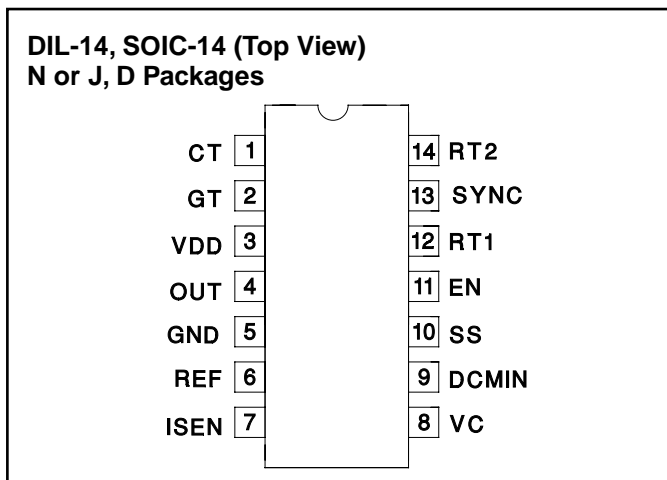 DIL-14, SOIC-14 (Top View)
N or J, D Packages
CT 1 14 RT2
GT 2 13 SYNC
VDD 3 12 RT1
OUT 4 11 EN
GND 5 10 SS
REF 6 9 DCMIN
ISEN 7 8 VC